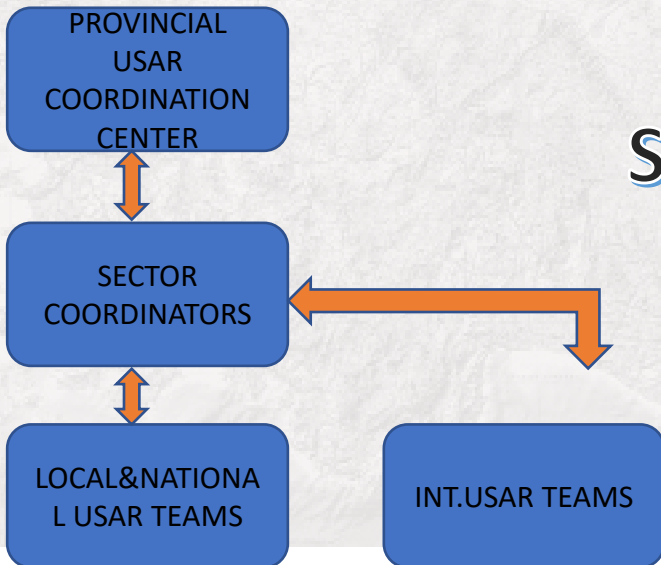 PROVINCIAL
USAR
COORDINATION
CENTER
S
SECTOR
COORDINATORS
LOCAL&NATIONA
L USAR TEAMS
INT.USAR TEAMS